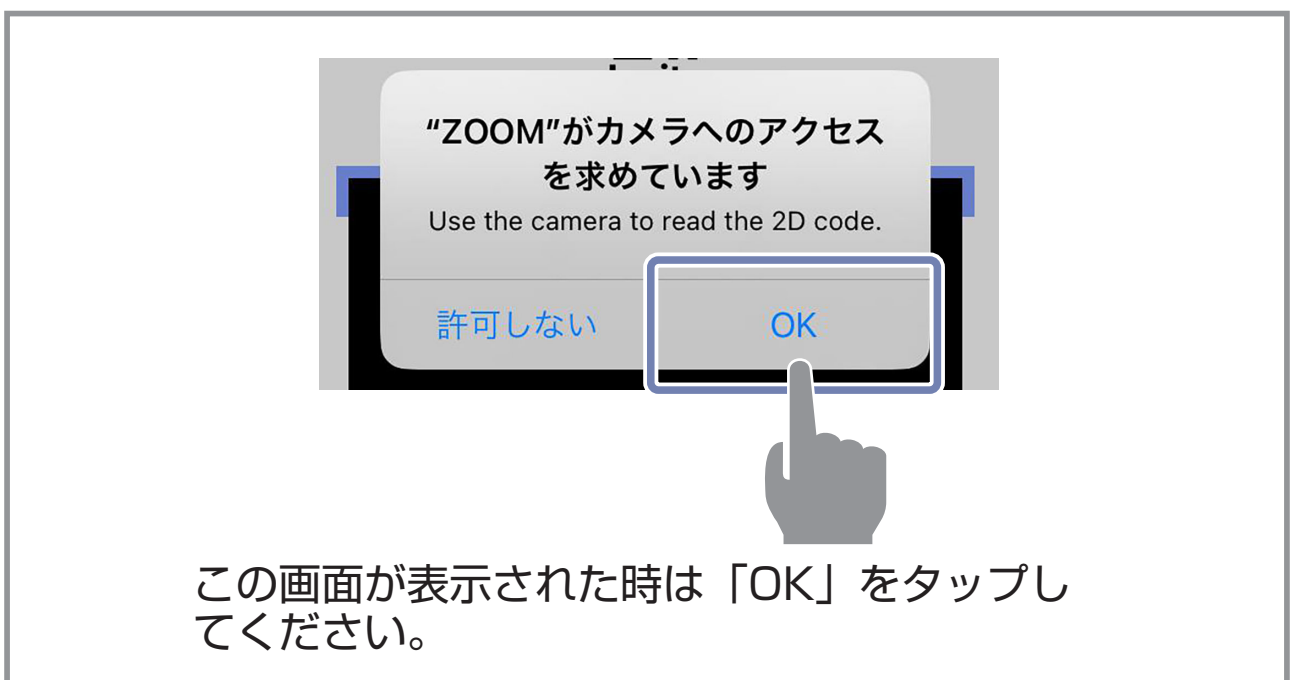 “ZOOM”がカメラへのアクセス
を求めています
Use the camera to read the 2D code.
許可しない
OK
この画面が表示された時は「OK」をタップし
てください。